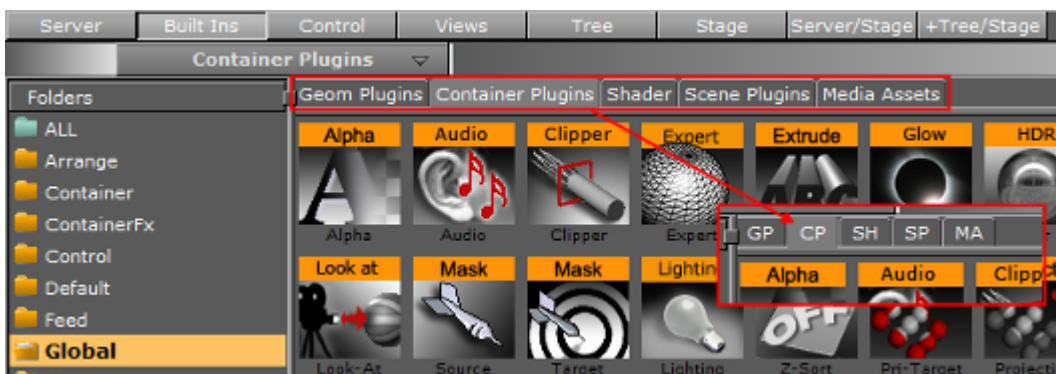 Server Built Ins Control Views Tree Stage Server/Stage +Tree/Stage
Container Plugins
Folders Geom Plugins Container Plugins Shader Scene Plugins Media Assets
ALL
Alpha Audio Clipper Expert Extrude Glow HDR
Arrange
Container
ContainerFx
Alpha Audio Clipper Expert
GP CP SH SP MA
Control
Look at Mask Mask Lighting
Alpha Audio Clipp
Default
Feed
OFF
Global
Look-At Source Target Lighting Z-Sort Pri-Target Projecti